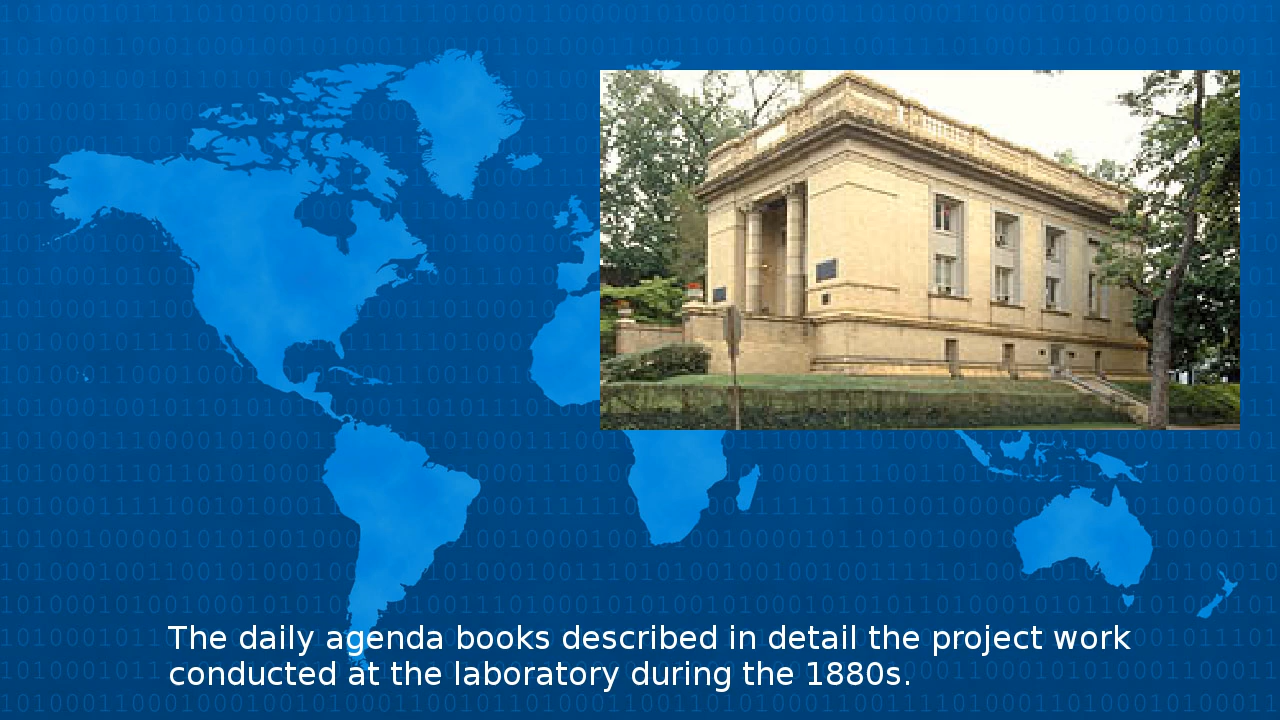 The daily agenda books described in detail the project work
conducted at the laboratory during the 1880s.